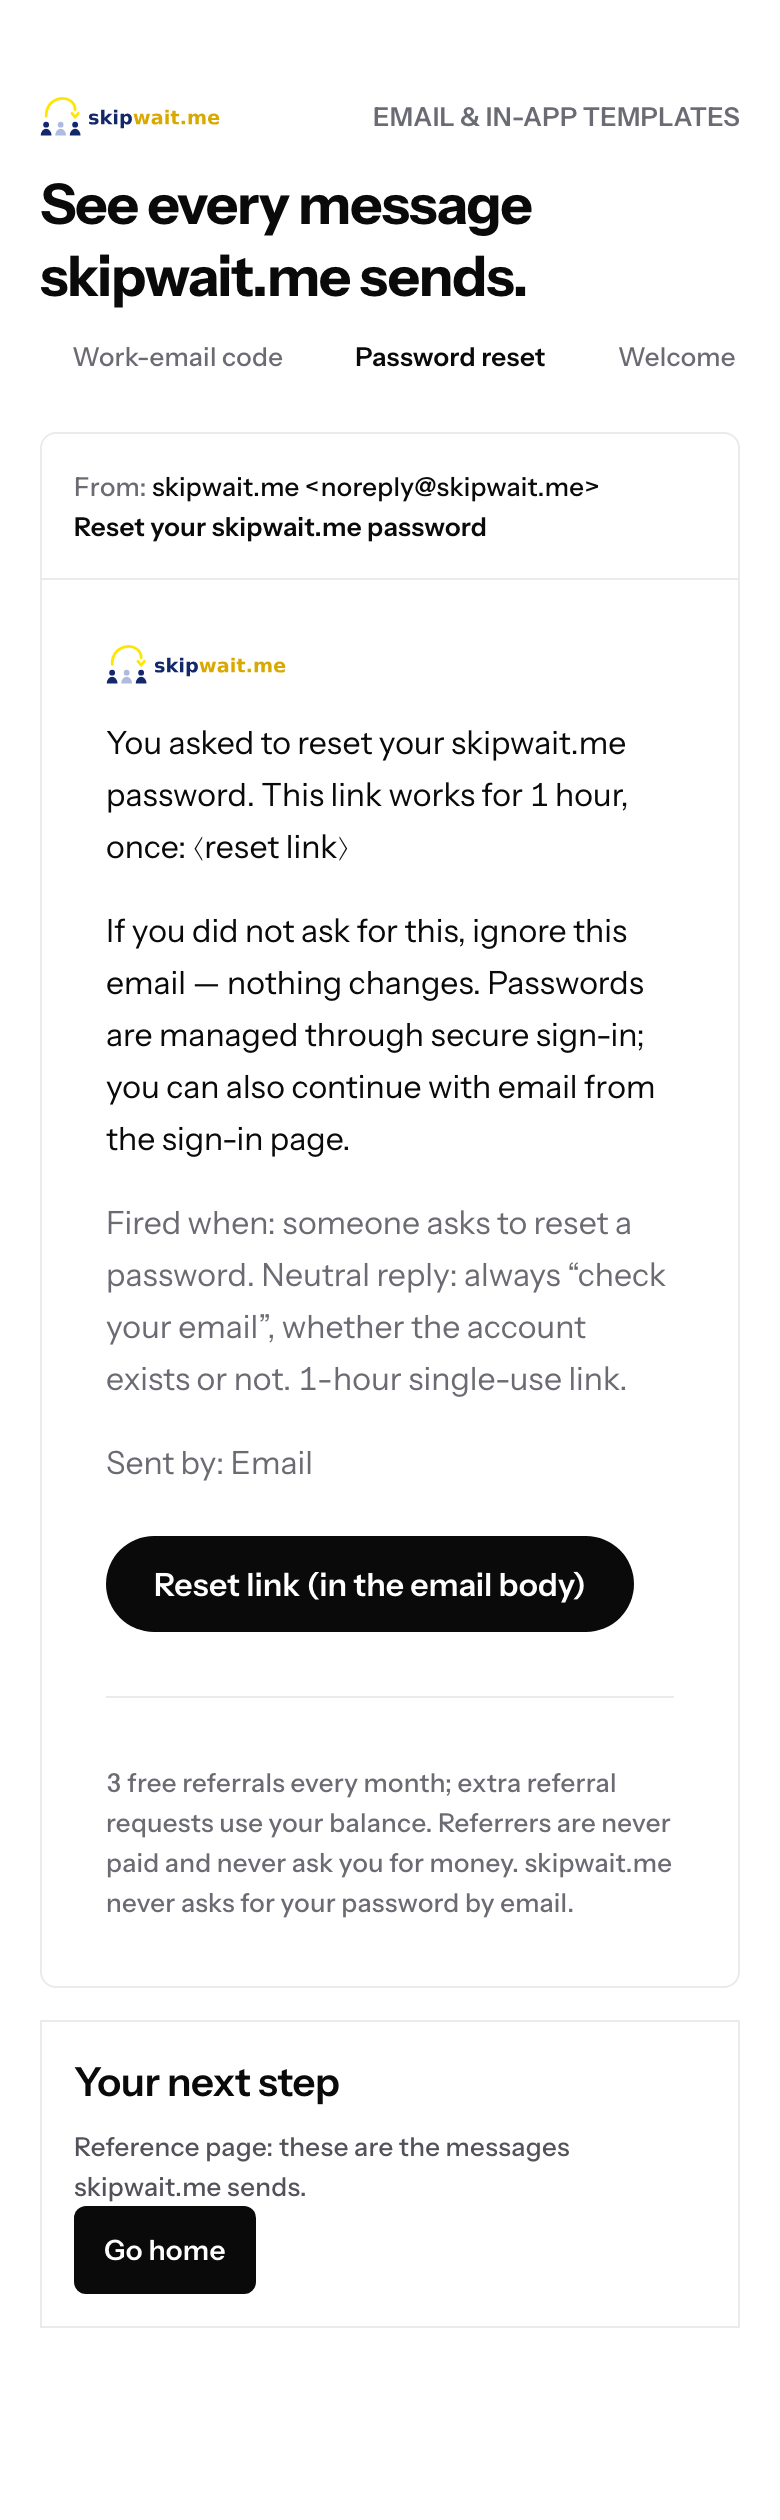 skipwait.me
EMAIL & IN-APP TEMPLATES
See every message
skipwait.me sends.
Work-email code
Password reset
Welcome
From: skipwait.me <noreply@skipwait.me>
Reset your skipwait.me password
skipwait.me
You asked to reset your skipwait.me
password. This link works for 1 hour,
once: 〈reset link〉
If you did not ask for this, ignore this
email — nothing changes. Passwords
are managed through secure sign-in;
you can also continue with email from
the sign-in page.
Fired when: someone asks to reset a
password. Neutral reply: always “check
your email”, whether the account
exists or not. 1-hour single-use link.
Sent by: Email
Reset link (in the email body)
3 free referrals every month; extra referral
requests use your balance. Referrers are never
paid and never ask you for money. skipwait.me
never asks for your password by email.
Your next step
Reference page: these are the messages
skipwait.me sends.
Go home